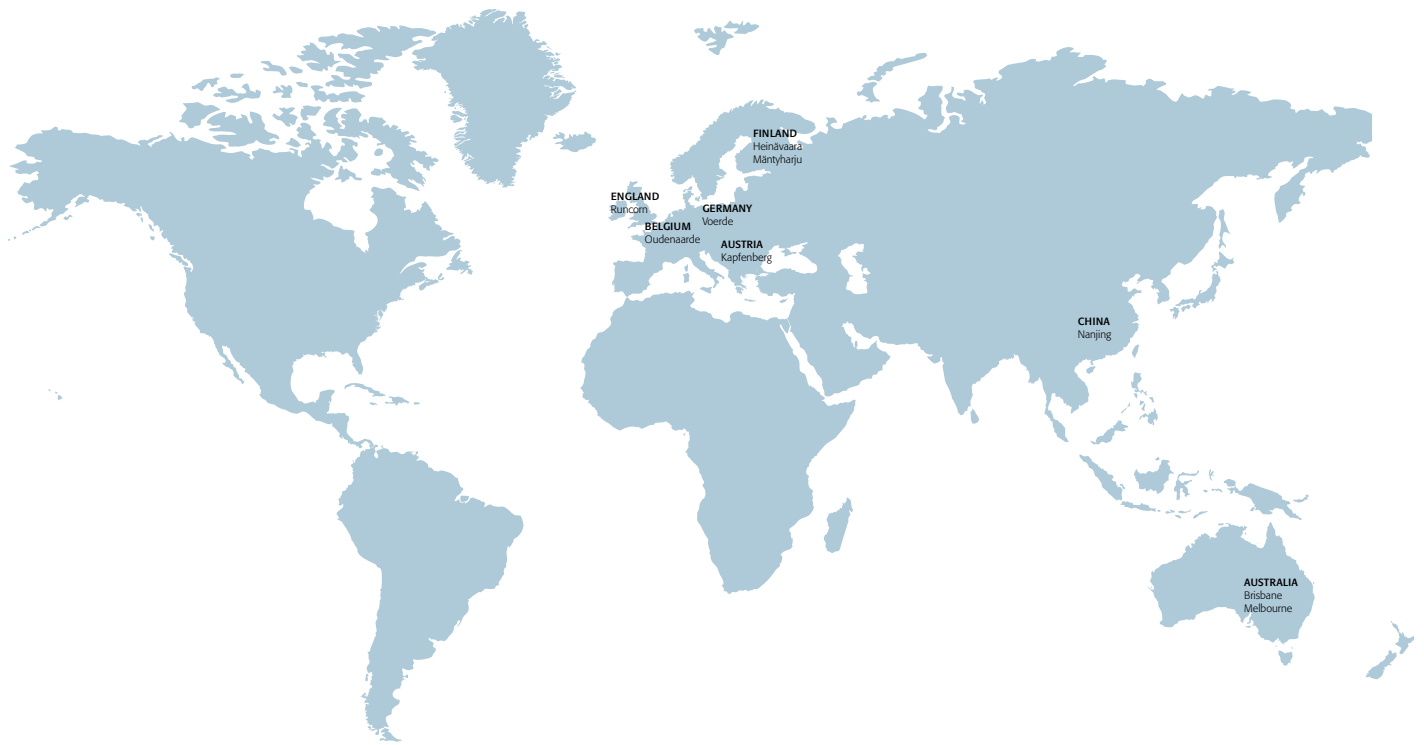 FINLAND
Heinävaara
Mäntyharju
ENGLAND
Runcorn
GERMANY
Voerde
BELGIUM
Oudenaarde
AUSTRIA
Kapfenberg
CHINA
Nanjing
AUSTRALIA
Brisbane
Melbourne